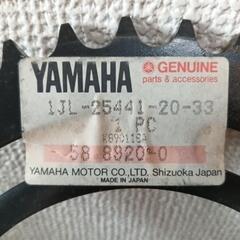 YAMAHA
GENUINE
parts & accessories
1JL-25441-20-33
1 PC
58 8920-0
YAMAHA MOTOR CO.,LTD. Shizuoka Japan
MADE IN JAPAN